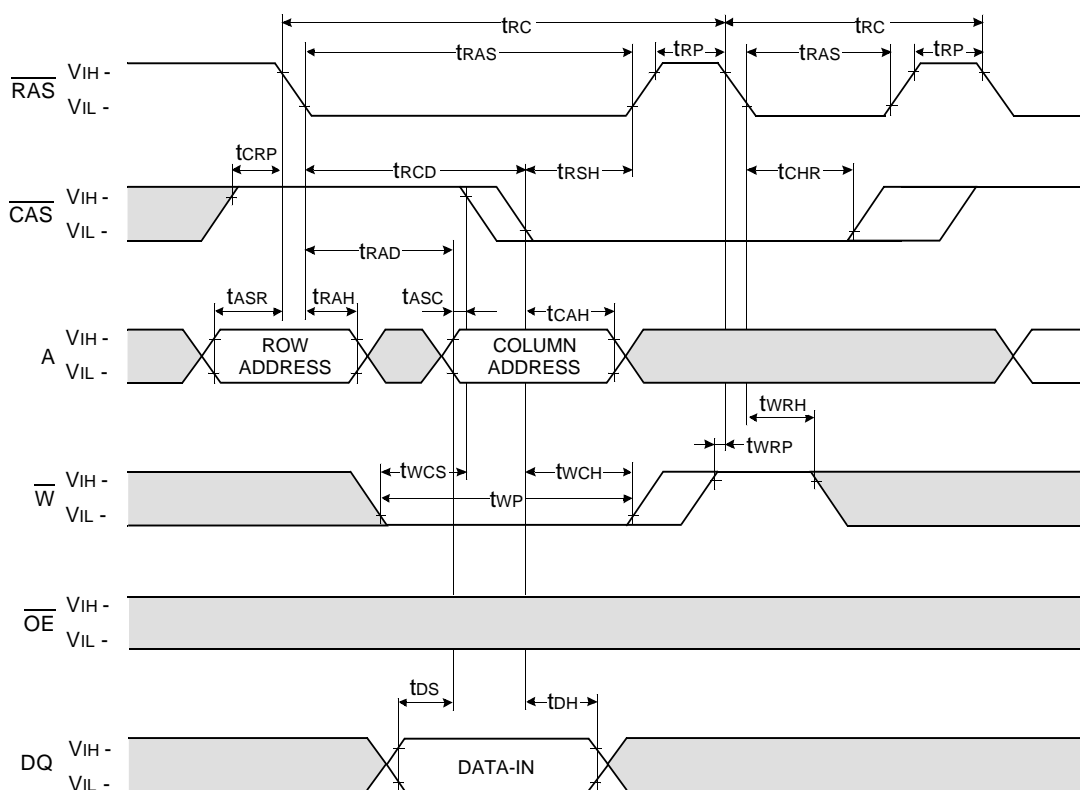 tRC tRC
tRAS tRP tRAS tRP
RAS VIH -
VIL -
tCRP tRCD tRSH tCHR
CAS VIH -
VIL -
tRAD
tASR tRAH tASC tCAH
A VIH -
VIL -
ROW ADDRESS
COLUMN ADDRESS
tWRH
tWRP
W VIH -
VIL -
tWCS tWCH
tWP
OE VIH -
VIL -
tDS tDH
DQ VIH -
VIL -
DATA-IN